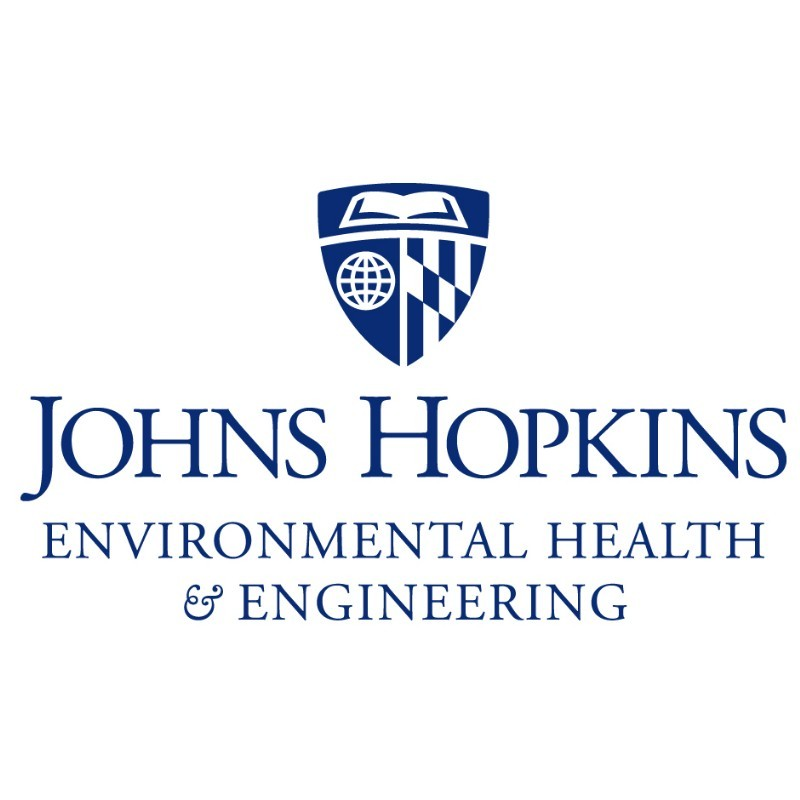 JOHNS HOPKINS
ENVIRONMENTAL HEALTH
& ENGINEERING